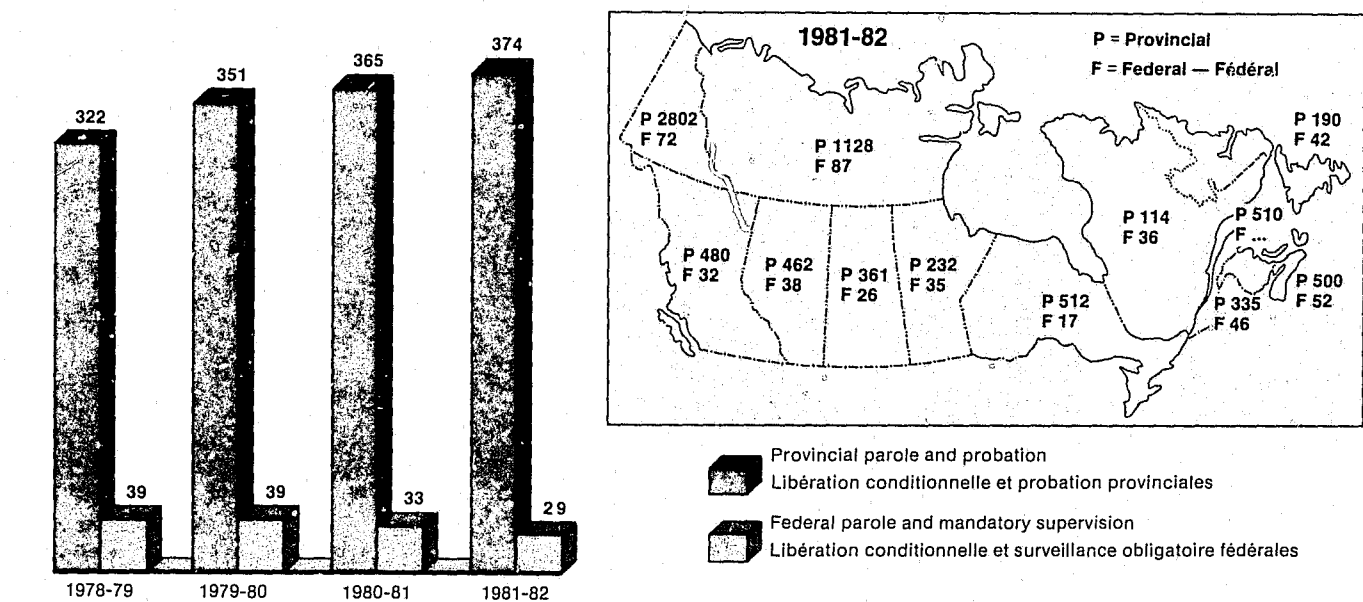 322
351
365
374
39
39
33
29
1978-79
1979-80
1980-81
1981-82
1981-82
P = Provincial
F = Federal — Fédéral
P 2802
F 72
P 1128
F 87
P 190
F 42
P 114
F 36
P 510
F ...
P 480
F 32
P 462
F 38
P 361
F 26
P 232
F 35
P 512
F 17
P 335
F 46
P 500
F 52
Provincial parole and probation
Libération conditionnelle et probation provinciales
Federal parole and mandatory supervision
Libération conditionnelle et surveillance obligatoire fédérales